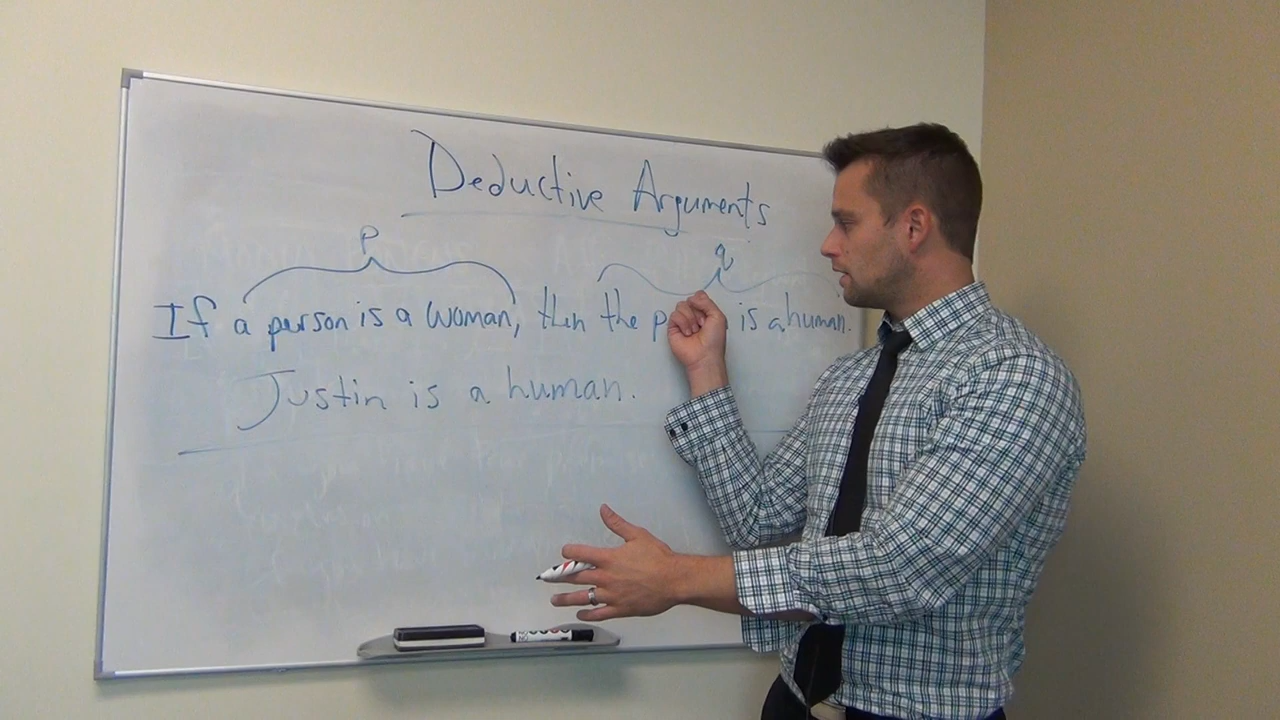 Deductive Arguments
p q
If a person is a woman, then the p is a human.
Justin is a human.